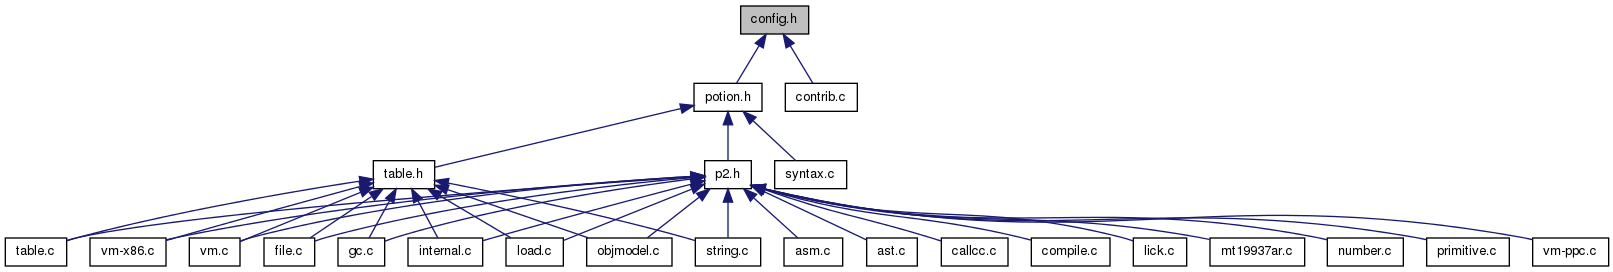 config.h
potion.h
contrib.c
table.h
p2.h
syntax.c
table.c
vm-x86.c
vm.c
file.c
gc.c
internal.c
load.c
objmodel.c
string.c
asm.c
ast.c
callcc.c
compile.c
lick.c
mt19937ar.c
number.c
primitive.c
vm-ppc.c